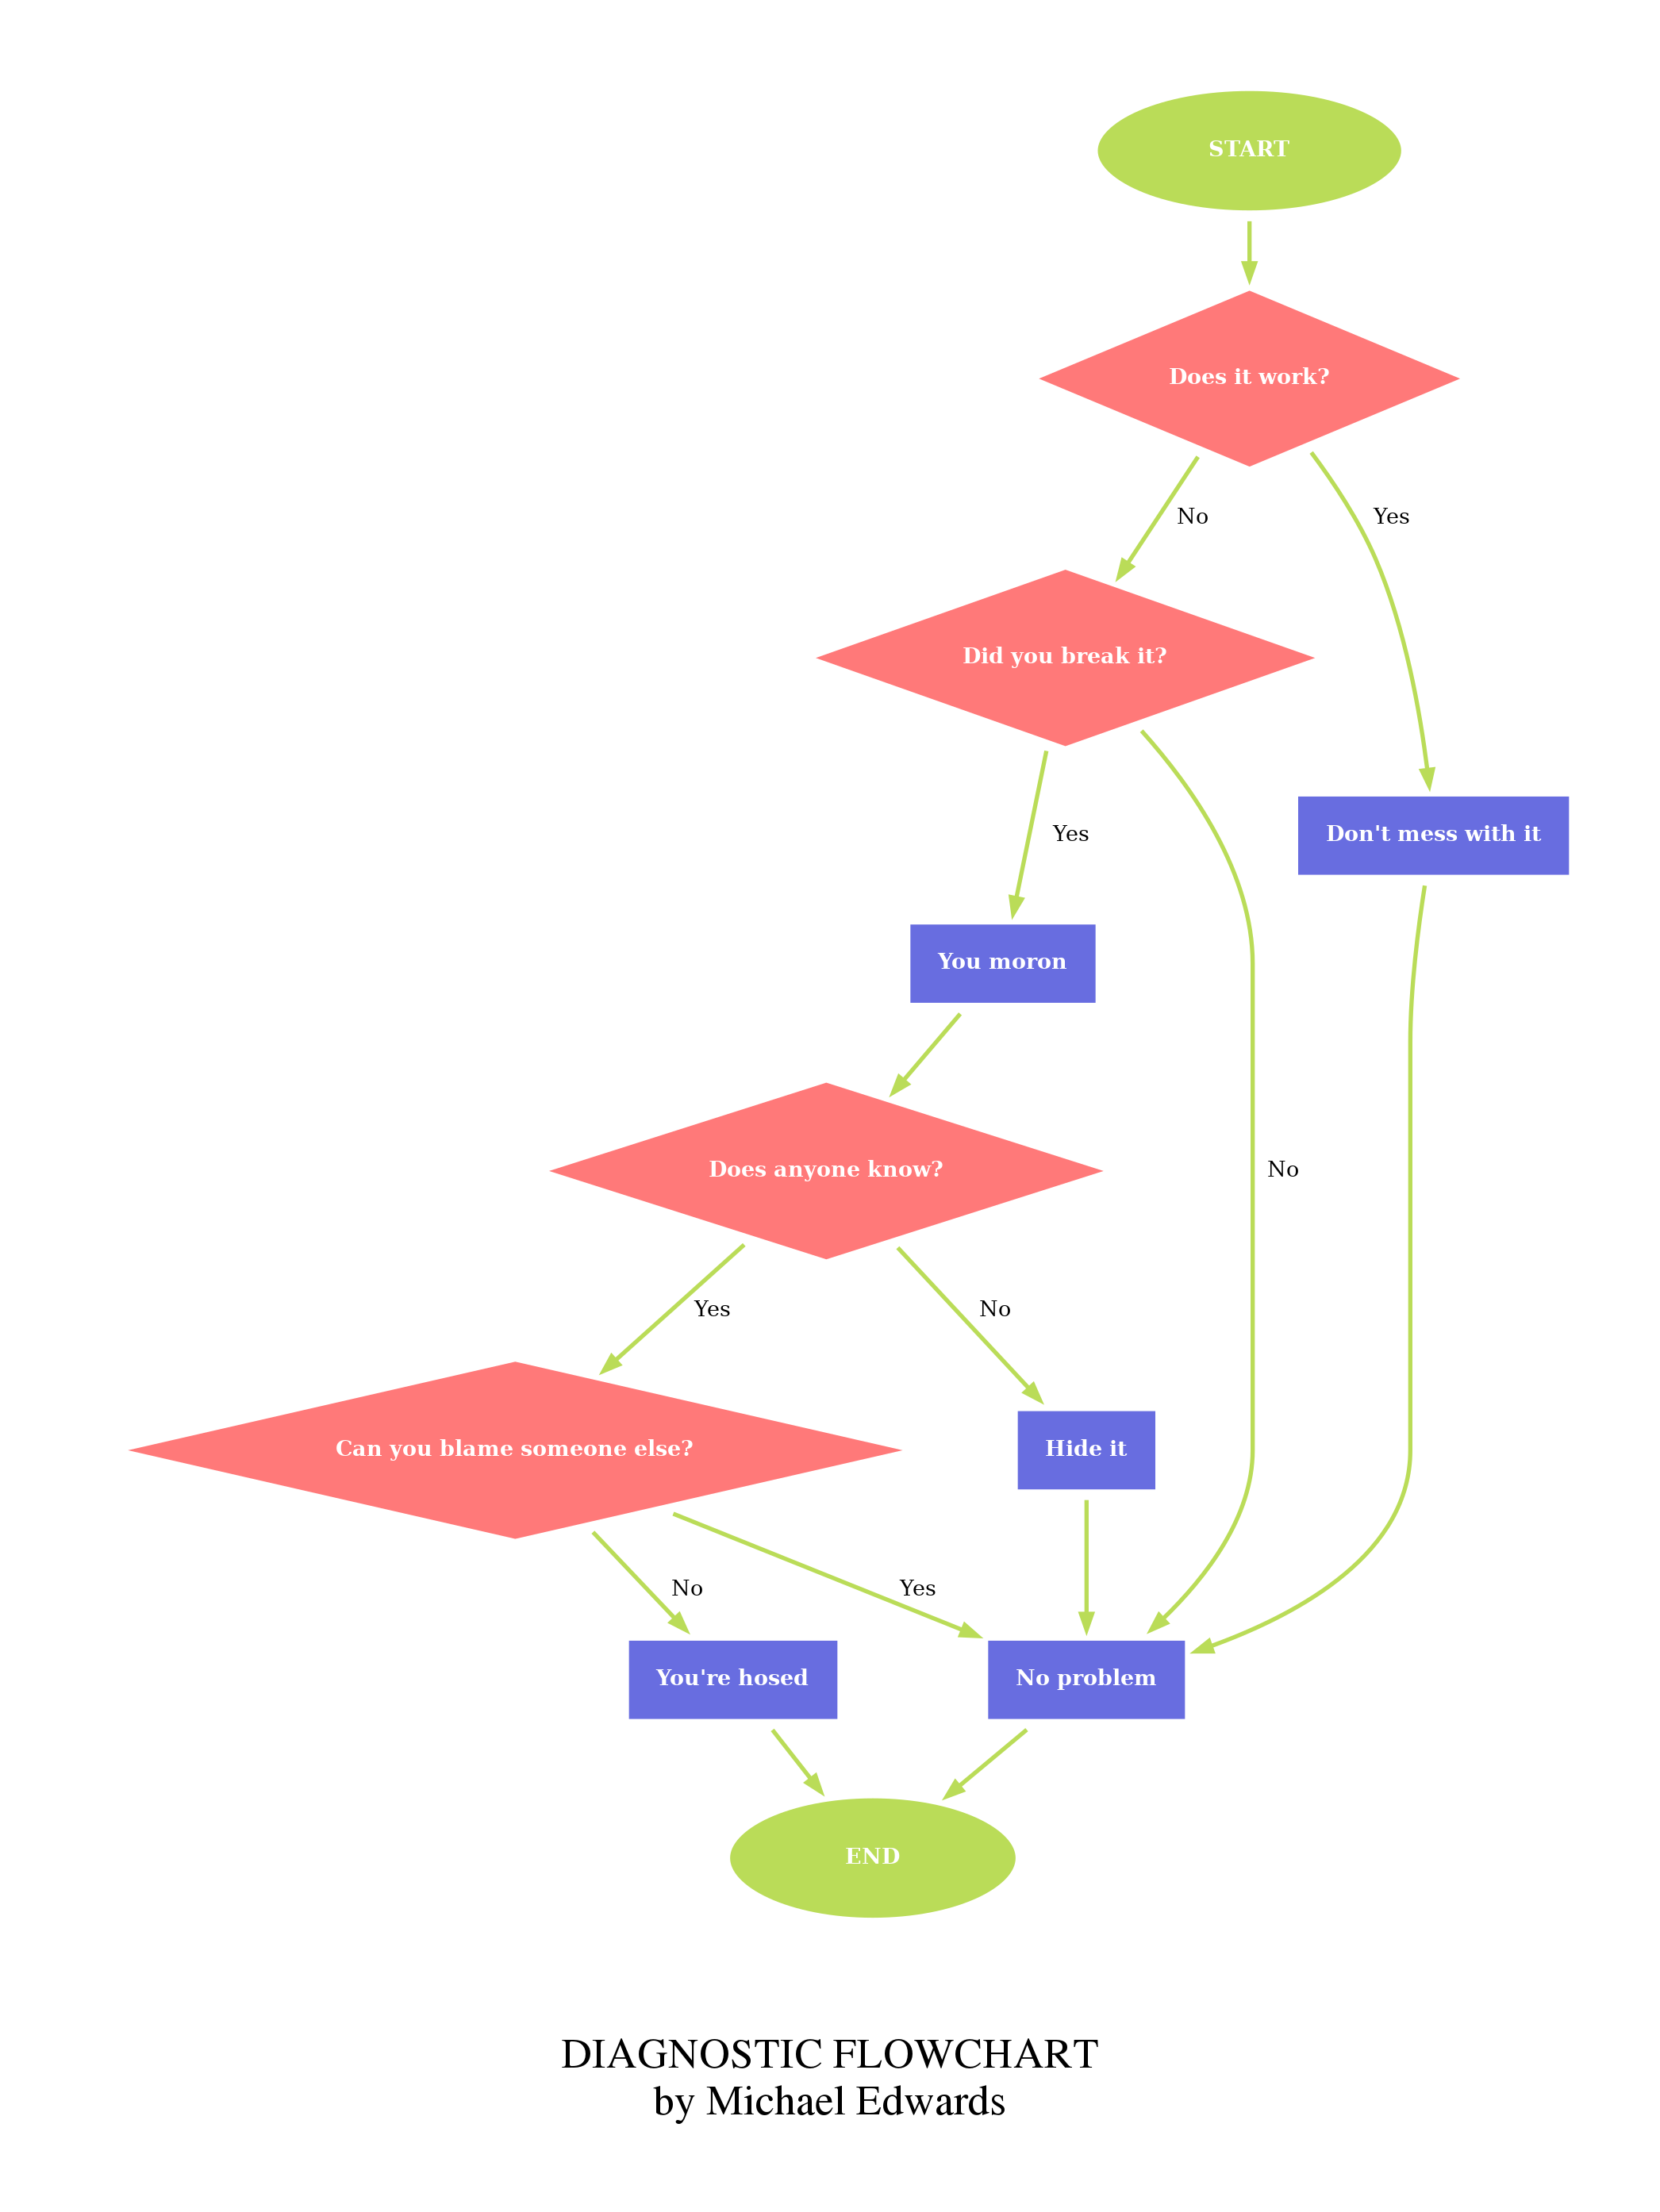 START
Does it work?
No
Yes
Did you break it?
Yes
Don't mess with it
You moron
No
Does anyone know?
Yes
No
Can you blame someone else?
Hide it
No
Yes
You're hosed
No problem
END
DIAGNOSTIC FLOWCHART
by Michael Edwards